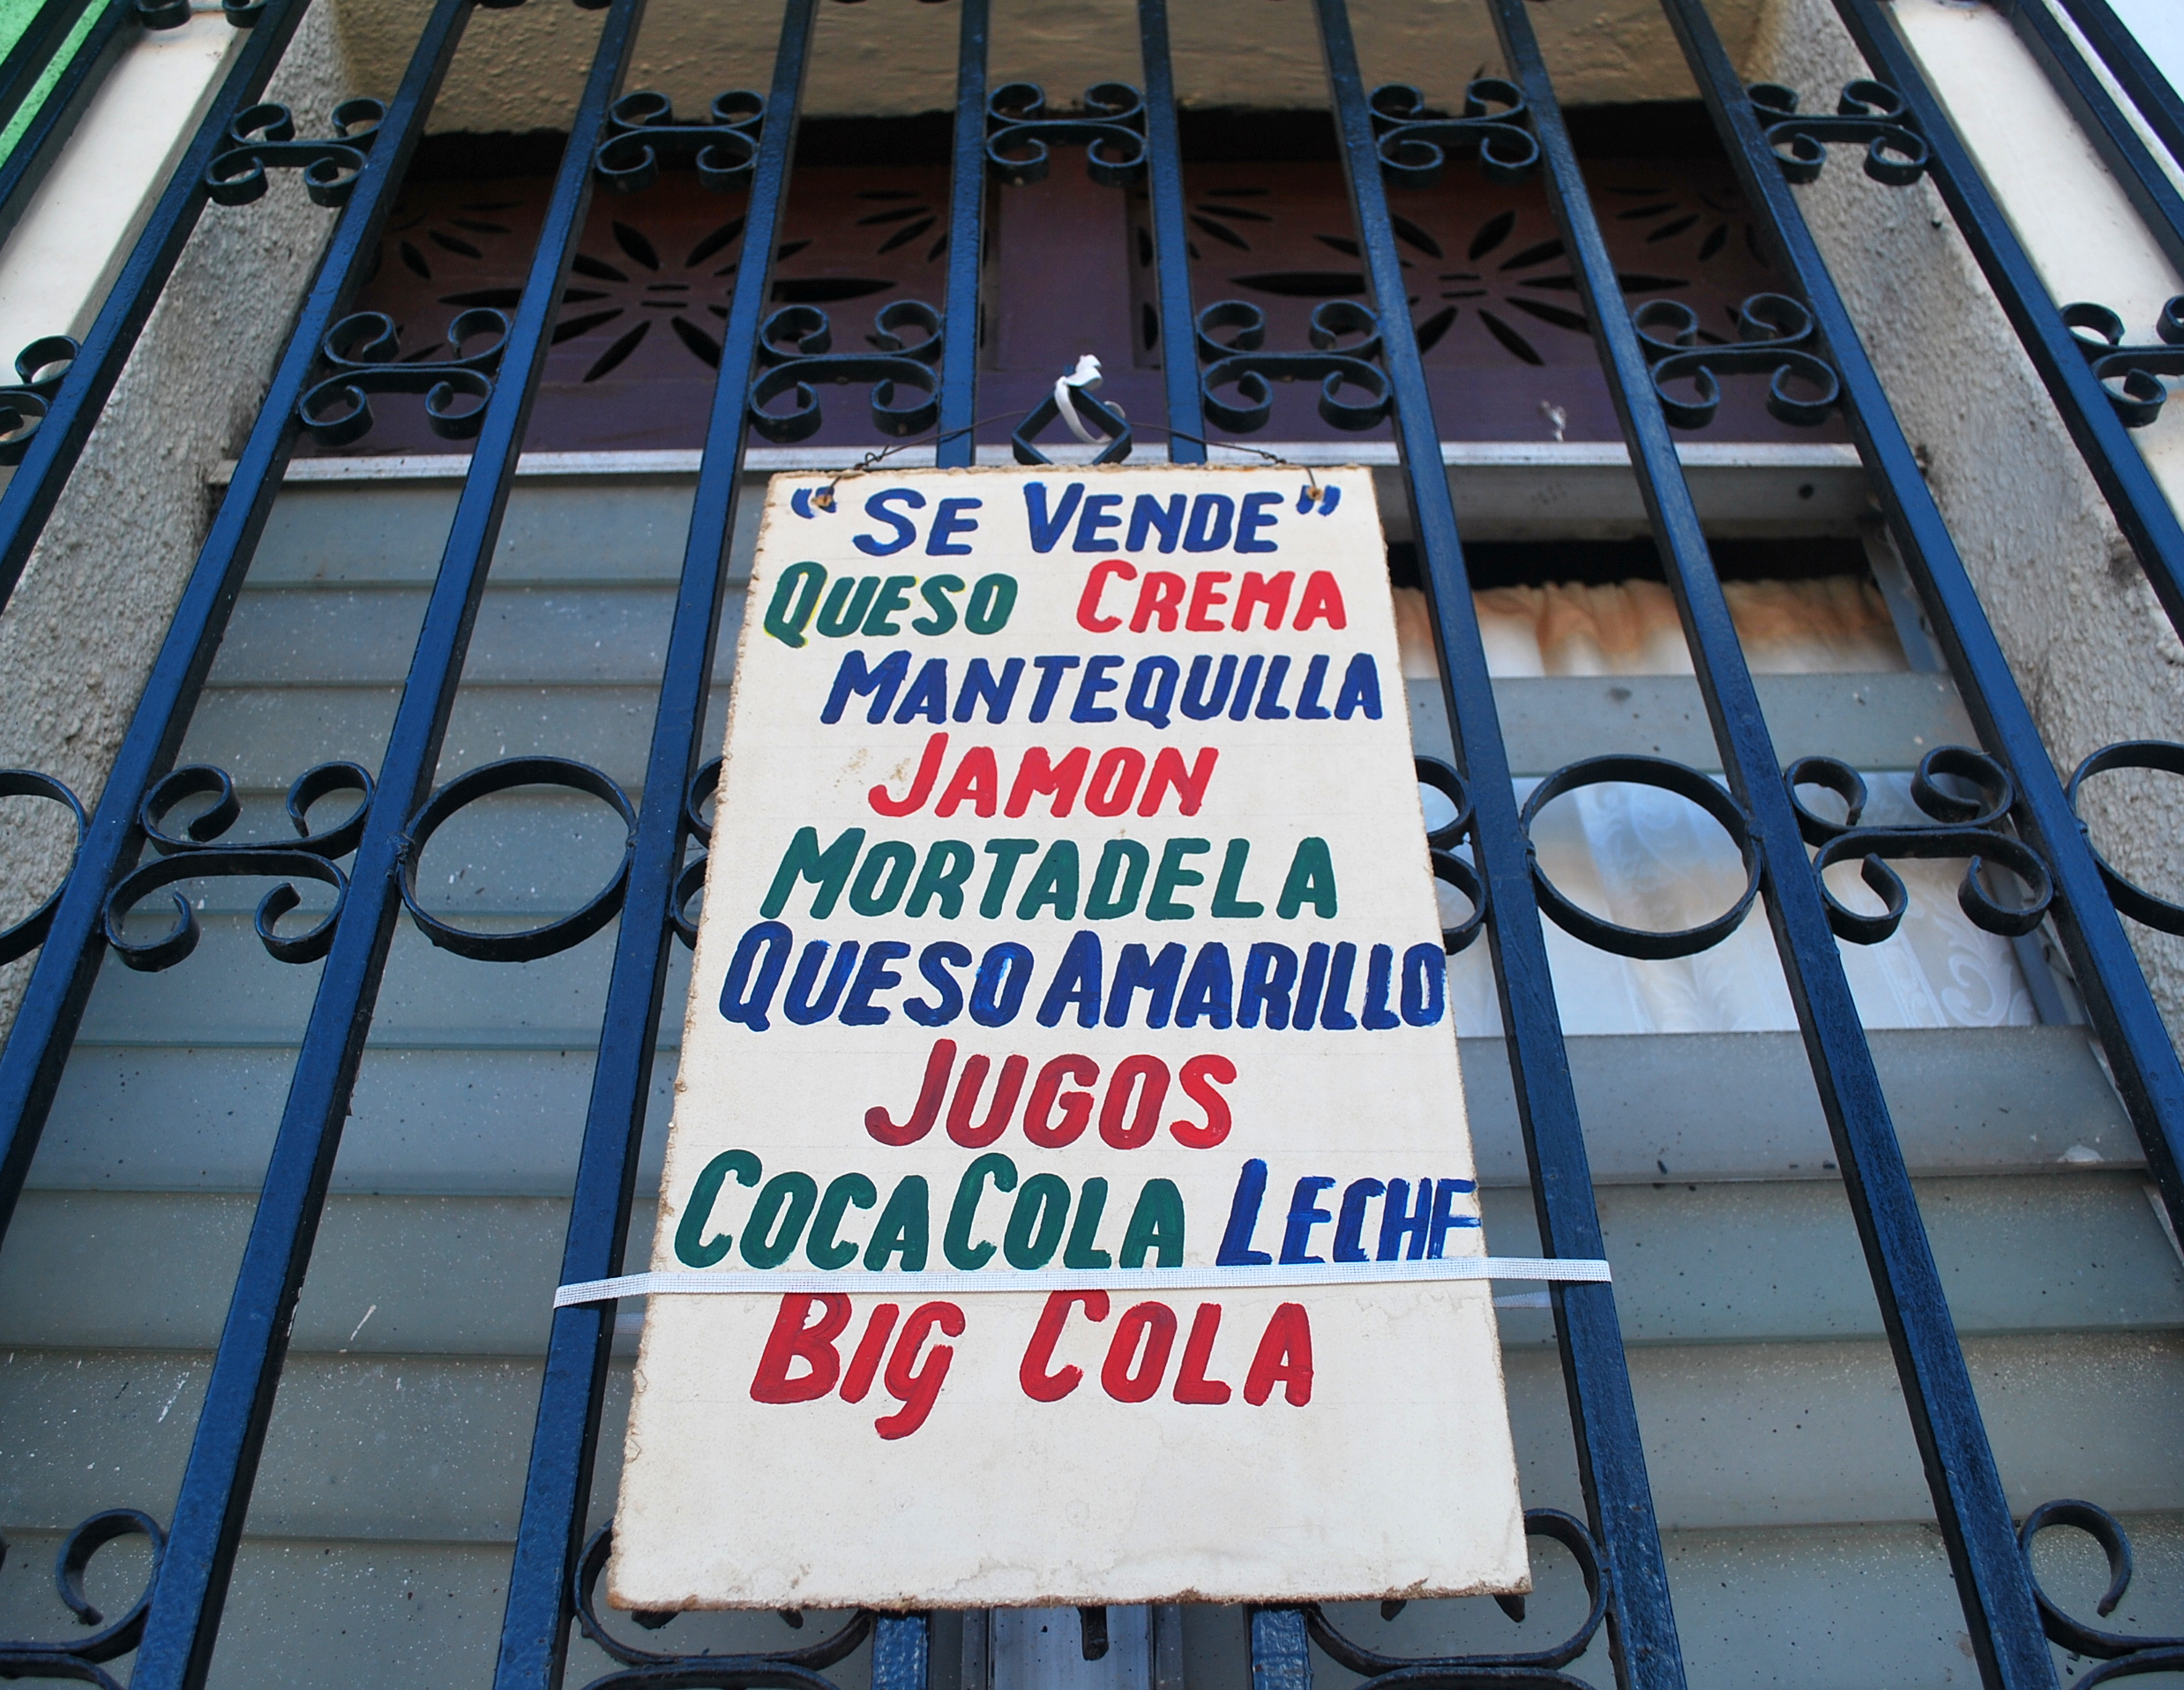 “SE VENDE”
QUESO CREMA
MANTEQUILLA
JAMON
MORTADELA
QUESO AMARILLO
JUGOS
COCA COLA LECHE
BIG COLA